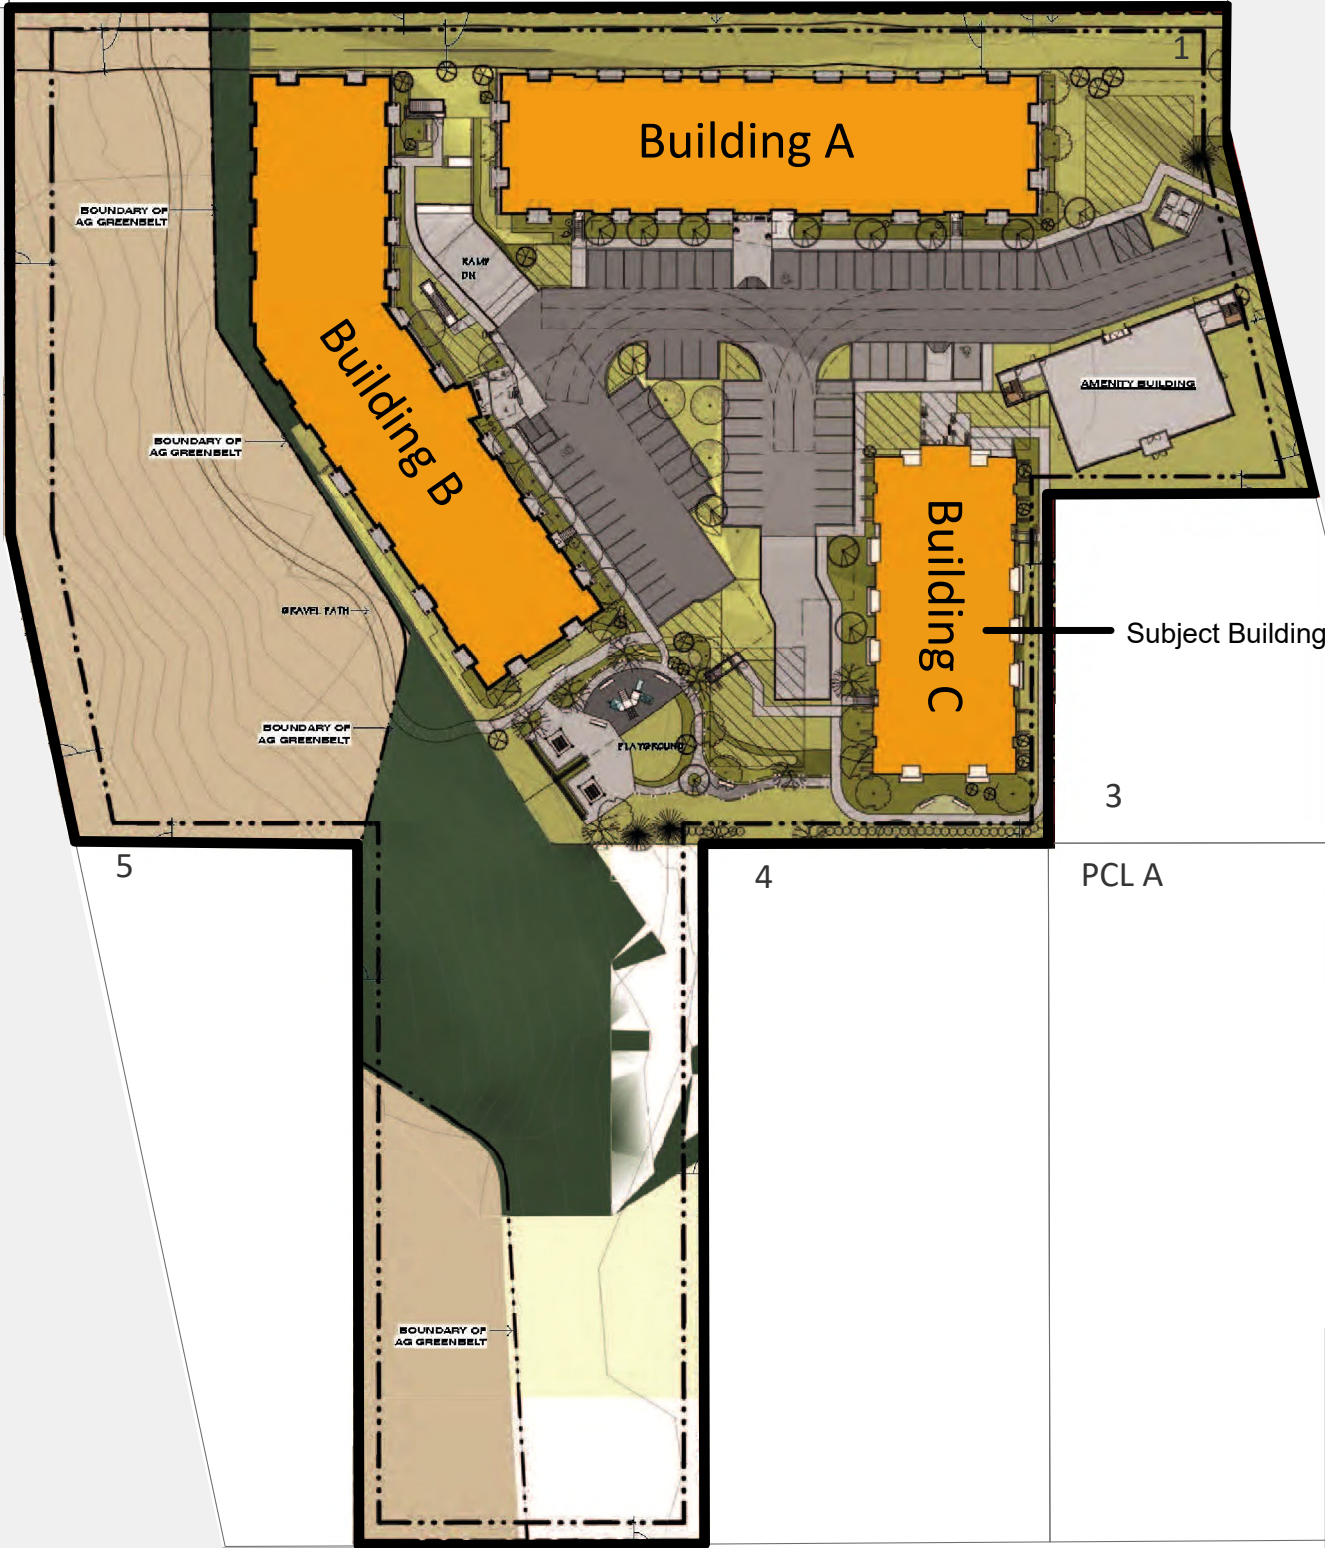 1
Building A
BOUNDARY OF
AG GREENBELT
RAMP
DN
Building B
AMENITY BUILDING
BOUNDARY OF
AG GREENBELT
Building C
GRAVEL PATH
Subject Building
BOUNDARY OF
AG GREENBELT
PLAYGROUND
3
5
4
PCL A
BOUNDARY OF
AG GREENBELT